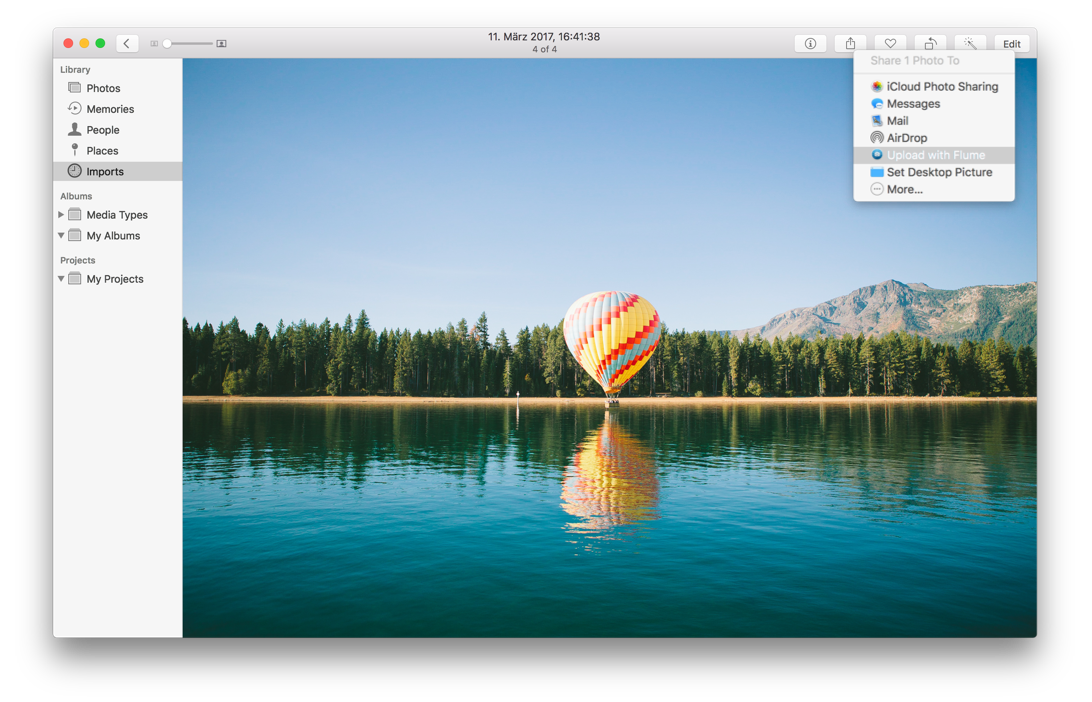 11. März 2017, 16:41:38
4 of 4
Edit
Library
Photos
Memories
People
Places
Imports
Albums
Media Types
My Albums
Projects
My Projects
Share 1 Photo To
iCloud Photo Sharing
Messages
Mail
AirDrop
Upload with Flume
Set Desktop Picture
More...